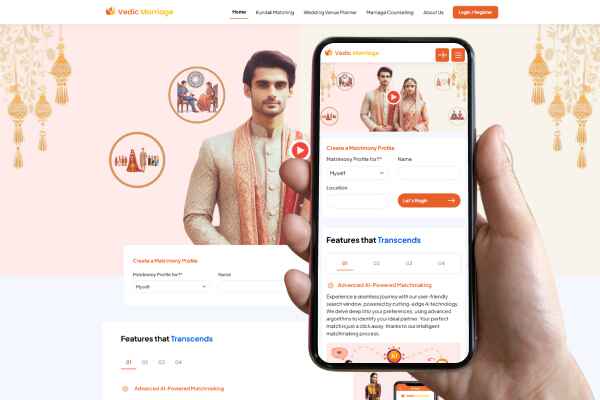 Vedic Marriage
Home
Kundali Matching
Wedding Venue Planner
Marriage Counselling
About Us
Login / Register
Create a Matrimony Profile
Matrimony Profile for?*
Name
Myself
Features that Transcends
01
02
03
04
Advanced AI-Powered Matchmaking
Vedic Marriage
Create a Matrimony Profile
Matrimony Profile for?*
Name
Myself
Location
Let's Begin
Features that Transcends
01
02
03
04
Advanced AI-Powered Matchmaking
Experience a seamless journey with our user-friendly
search window, powered by cutting-edge AI technology.
We delve deep into your preferences, using advanced
algorithms to identify your ideal partner. Your perfect
match is just a click away, thanks to our intelligent
matchmaking process.
AI